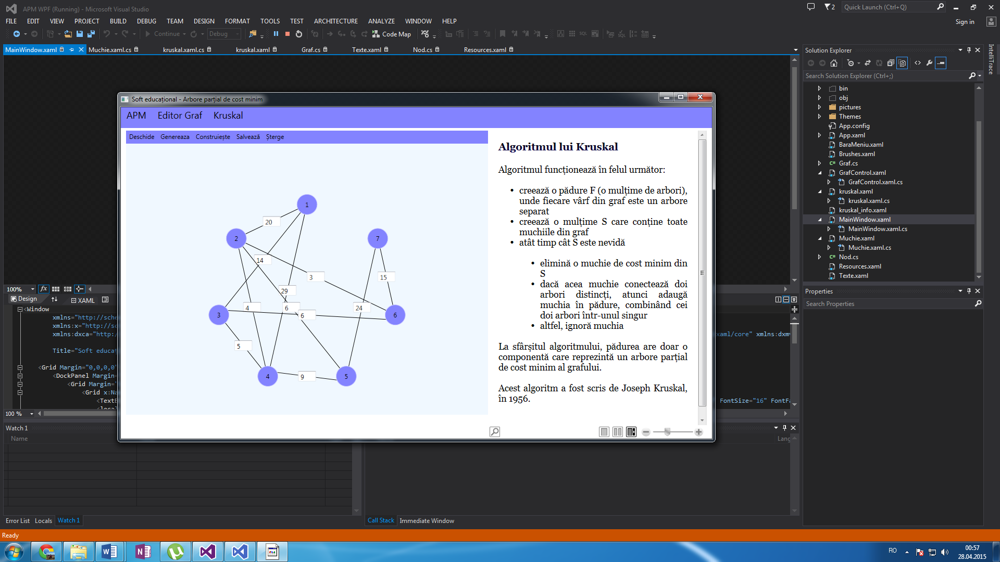 APM WPF (Running) - Microsoft Visual Studio
2
Quick Launch (Ctrl+Q)
FILE EDIT VIEW PROJECT BUILD DEBUG TEAM DESIGN FORMAT TOOLS TEST ARCHITECTURE ANALYZE WINDOW HELP
Sign in
Continue Debug Code Map
MainWindow.xaml Muchie.xaml.cs kruskal.xaml.cs kruskal.xaml Graf.cs Texte.xaml Nod.cs Resources.xaml
Soft educațional - Arbore parțial de cost minim
APM Editor Graf Kruskal
Deschide Genereaza Construiește Salvează Șterge
1
20
2
7
14
3
15
29
4
6
6
24
3
6
5
4
9
5
Algoritmul lui Kruskal
Algoritmul funcționează în felul următor:
• creează o pădure F (o mulțime de arbori),
unde fiecare vârf din graf este un arbore
separat
• creează o mulțime S care conține toate
muchiile din graf
• atât timp cât S este nevidă
• elimină o muchie de cost minim din
S
• dacă acea muchie conectează doi
arbori distincți, atunci adaugă
muchia în pădure, combinând cei
doi arbori într-unul singur
• altfel, ignoră muchia
La sfârșitul algoritmului, pădurea are doar o
componentă care reprezintă un arbore parțial
de cost minim al grafului.
Acest algoritm a fost scris de Joseph Kruskal,
în 1956.
100%
Design XAML
<Window
xmlns="http://sche
xmlns:x="http://sc
xmlns:dxca="http:/
xaml/core" xmlns:dxm
Title="Soft educaț
<Grid Margin="0,0,0,0"
<DockPanel Margin=
<Grid Margin="
<Grid x:Na
<TextB
FontSize="16" FontFa
<local
100 %
Watch 1
Name
Lang
Error List Locals Watch 1
Call Stack Immediate Window
IntelliTrace
Solution Explorer
Search Solution Explorer (Ctrl+;)
bin
obj
pictures
Themes
App.config
App.xaml
BaraMeniu.xaml
Brushes.xaml
Graf.cs
GrafControl.xaml
GrafControl.xaml.cs
kruskal.xaml
kruskal.xaml.cs
kruskal_info.xaml
MainWindow.xaml
MainWindow.xaml.cs
Muchie.xaml
Muchie.xaml.cs
Nod.cs
Resources.xaml
Texte.xaml
Properties
Search Properties
Ready
RO
00:57
28.04.2015